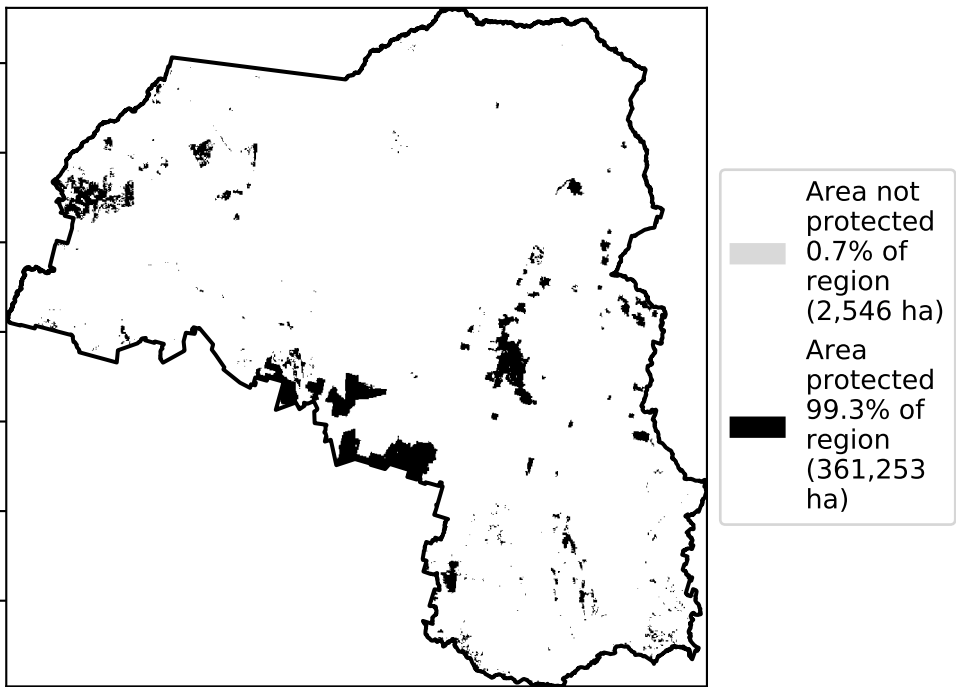 Area not
protected
0.7% of
region
(2,546 ha)
Area
protected
99.3% of
region
(361,253
ha)